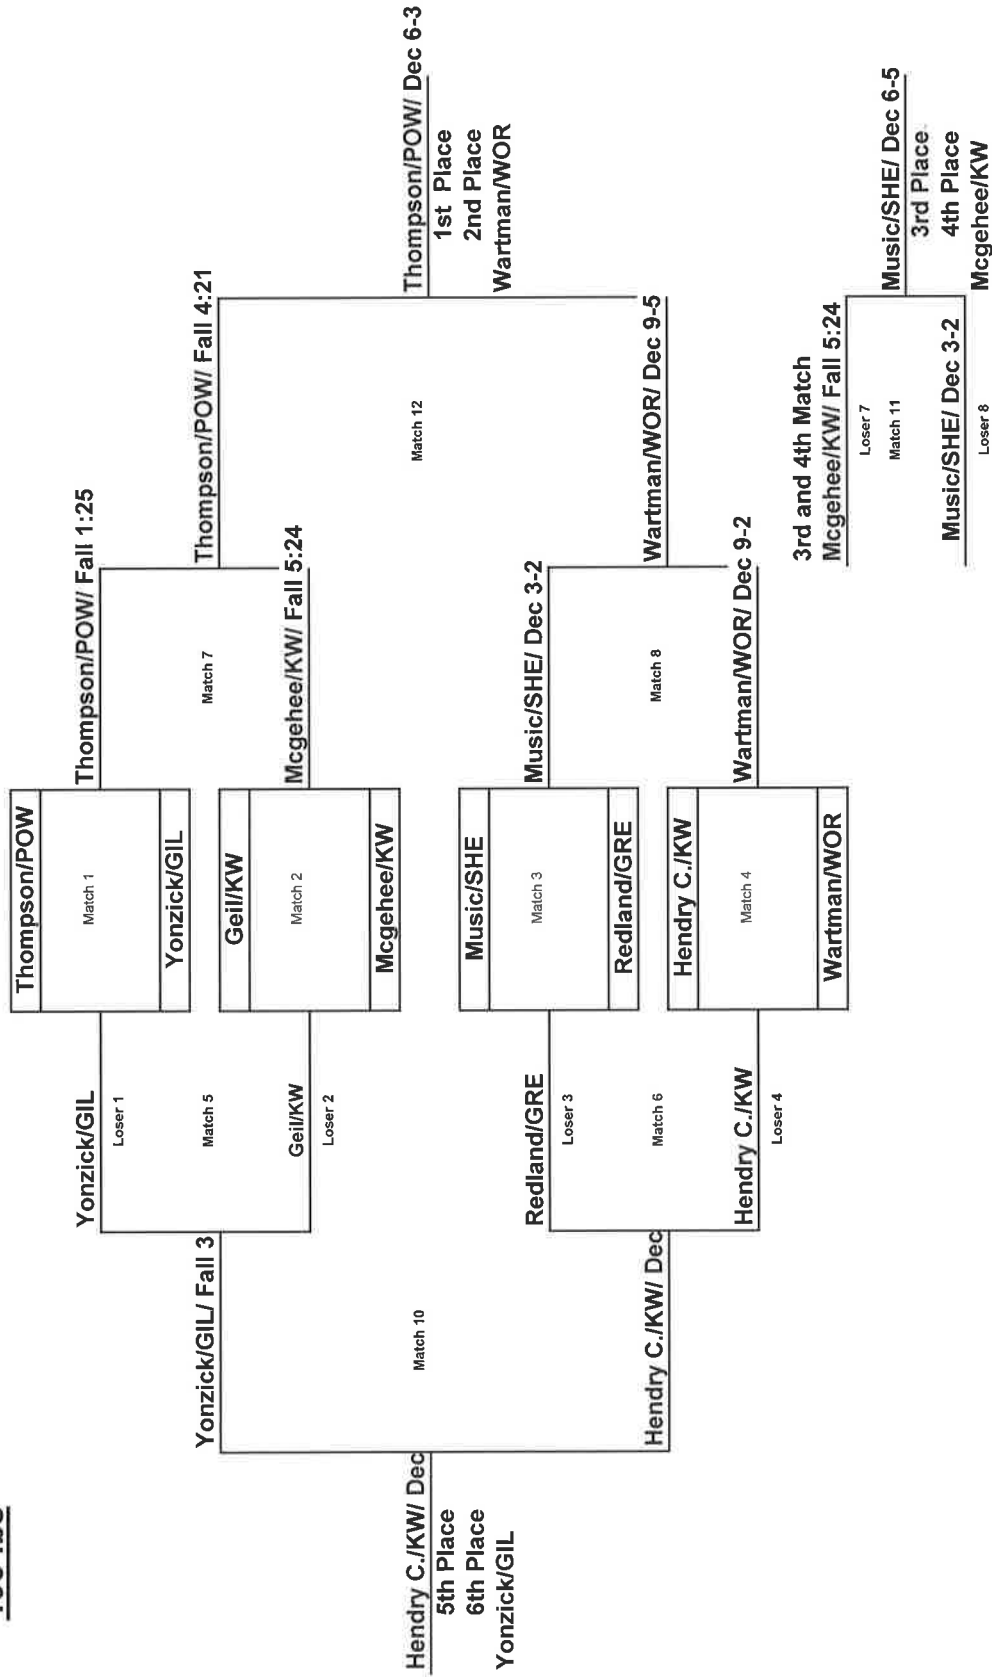 Thompson/POW
Match 1
Yonzick/GIL
Geil/KW
Match 2
Mcgehee/KW
Music/SHE
Match 3
Redland/GRE
Hendry C./KW
Match 4
Wartman/WOR
Thompson/POW/ Fall 1:25
Match 7
Mcgehee/KW/ Fall 5:24
Music/SHE/ Dec 3-2
Match 8
Wartman/WOR/ Dec 9-2
Thompson/POW/ Fall 4:21
Match 12
Wartman/WOR/ Dec 9-5
Thompson/POW/ Dec 6-3
1st Place
2nd Place
Wartman/WOR
Yonzick/GIL
Loser 1
Match 5
Geil/KW
Loser 2
Redland/GRE
Loser 3
Match 6
Hendry C./KW
Loser 4
Yonzick/GIL/ Fall 3
Match 10
Hendry C./KW/ Dec
Hendry C./KW/ Dec
5th Place
6th Place
Yonzick/GIL
3rd and 4th Match
Mcgehee/KW/ Fall 5:24
Loser 7
Match 11
Music/SHE/ Dec 3-2
Loser 8
Music/SHE/ Dec 6-5
3rd Place
4th Place
Mcgehee/KW